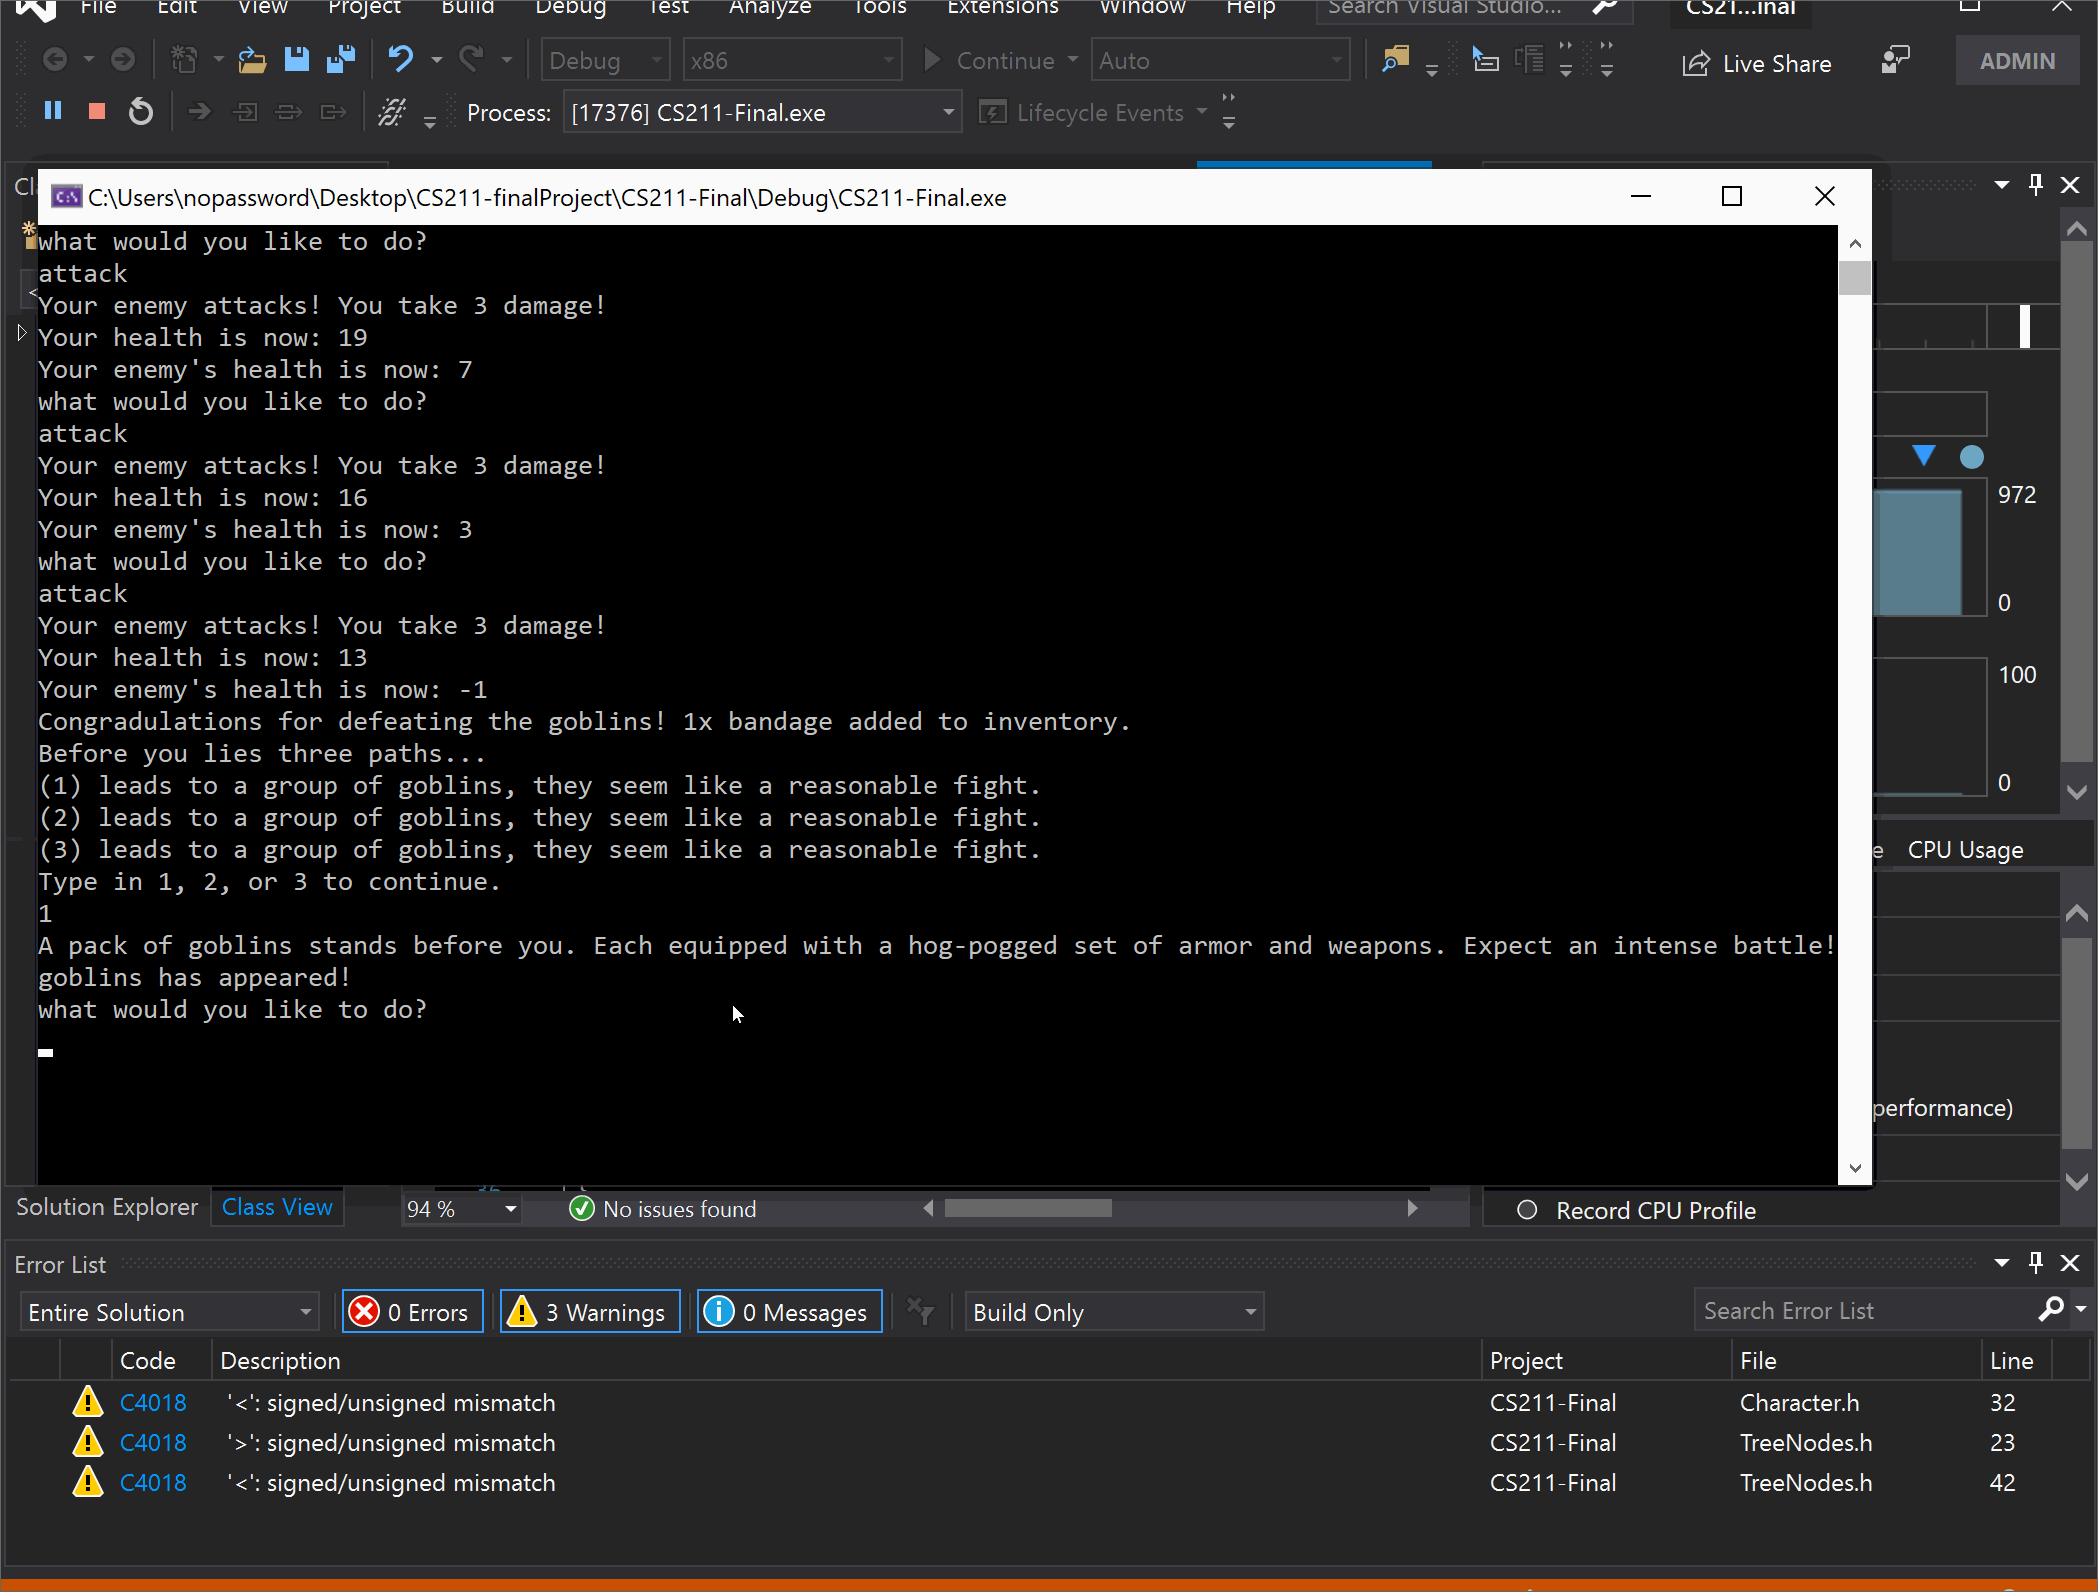 File Edit View Project Build Debug Test Analyze Tools Extensions Window Help Search Visual Studio... CS21...inal
Debug x86 Continue Auto Live Share ADMIN
Process: [17376] CS211-Final.exe Lifecycle Events
C:\Users\nopassword\Desktop\CS211-finalProject\CS211-Final\Debug\CS211-Final.exe
what would you like to do?
attack
Your enemy attacks! You take 3 damage!
Your health is now: 19
Your enemy's health is now: 7
what would you like to do?
attack
Your enemy attacks! You take 3 damage!
Your health is now: 16
Your enemy's health is now: 3
what would you like to do?
attack
Your enemy attacks! You take 3 damage!
Your health is now: 13
Your enemy's health is now: -1
Congradulations for defeating the goblins! 1x bandage added to inventory.
Before you lies three paths...
(1) leads to a group of goblins, they seem like a reasonable fight.
(2) leads to a group of goblins, they seem like a reasonable fight.
(3) leads to a group of goblins, they seem like a reasonable fight.
Type in 1, 2, or 3 to continue.
1
A pack of goblins stands before you. Each equipped with a hog-pogged set of armor and weapons. Expect an intense battle!
goblins has appeared!
what would you like to do?
972
0
100
0
CPU Usage
performance)
Record CPU Profile
Solution Explorer Class View 94 % No issues found
Error List
Entire Solution 0 Errors 3 Warnings 0 Messages Build Only Search Error List
Code Description Project File Line
C4018 '<': signed/unsigned mismatch CS211-Final Character.h 32
C4018 '>': signed/unsigned mismatch CS211-Final TreeNodes.h 23
C4018 '<': signed/unsigned mismatch CS211-Final TreeNodes.h 42